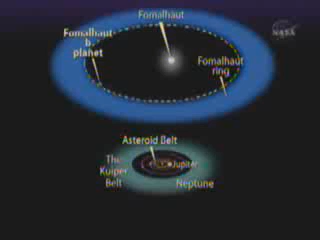 Fomalhaut
NASA
Fomalhaut
b
planet
Fomalhaut
ring
Asteroid Belt
The
Kuiper
Belt
Jupiter
Neptune